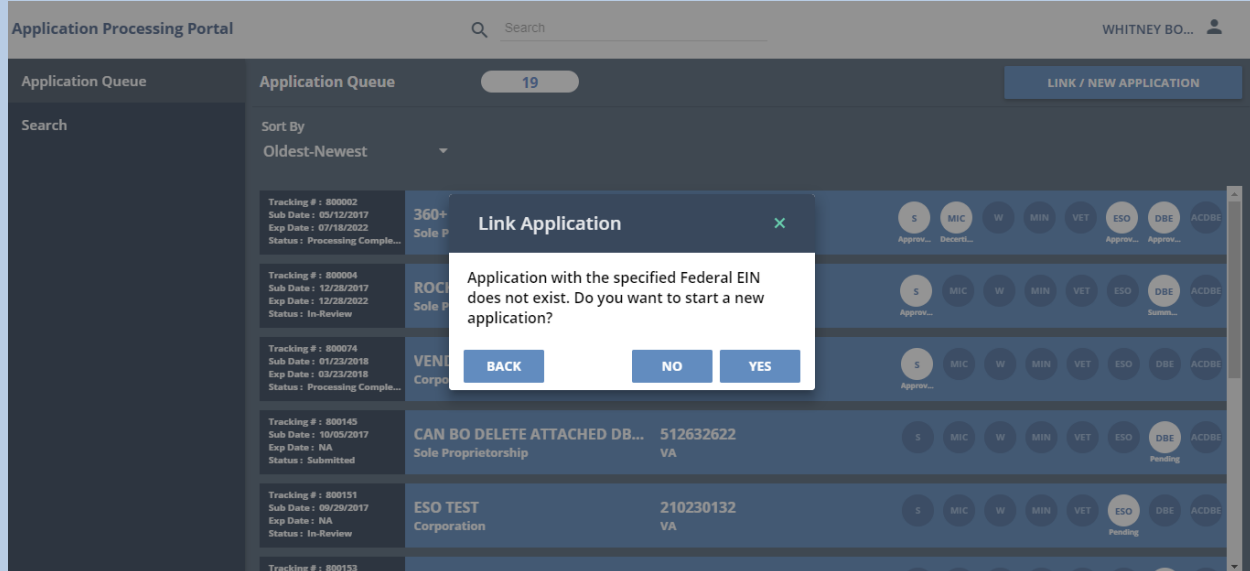 Application Processing Portal
Search
WHITNEY BO...
Application Queue
Search
Application Queue
19
LINK / NEW APPLICATION
Sort By
Oldest-Newest
Tracking # : 800002
Sub Date : 05/12/2017
Exp Date : 07/18/2022
Status : Processing Comple...
360+
Sole P
S MIC W MIN VET ESO DBE ACDBE
Approv... Decerti... Approv... Approv...
Link Application
Application with the specified Federal EIN
does not exist. Do you want to start a new
application?
BACK NO YES
Tracking # : 800004
Sub Date : 12/28/2017
Exp Date : 12/28/2022
Status : In-Review
ROCK
Sole P
S MIC W MIN VET ESO DBE ACDBE
Approv... Summ...
Tracking # : 800074
Sub Date : 01/23/2018
Exp Date : 03/23/2018
Status : Processing Comple...
VEND
Corpo
S MIC W MIN VET ESO DBE ACDBE
Approv...
Tracking # : 800145
Sub Date : 10/05/2017
Exp Date : NA
Status : Submitted
CAN BO DELETE ATTACHED DB... 512632622
Sole Proprietorship VA
S MIC W MIN VET ESO DBE ACDBE
Pending
Tracking # : 800151
Sub Date : 09/29/2017
Exp Date : NA
Status : In-Review
ESO TEST 210230132
Corporation VA
S MIC W MIN VET ESO DBE ACDBE
Pending
Tracking # : 800153